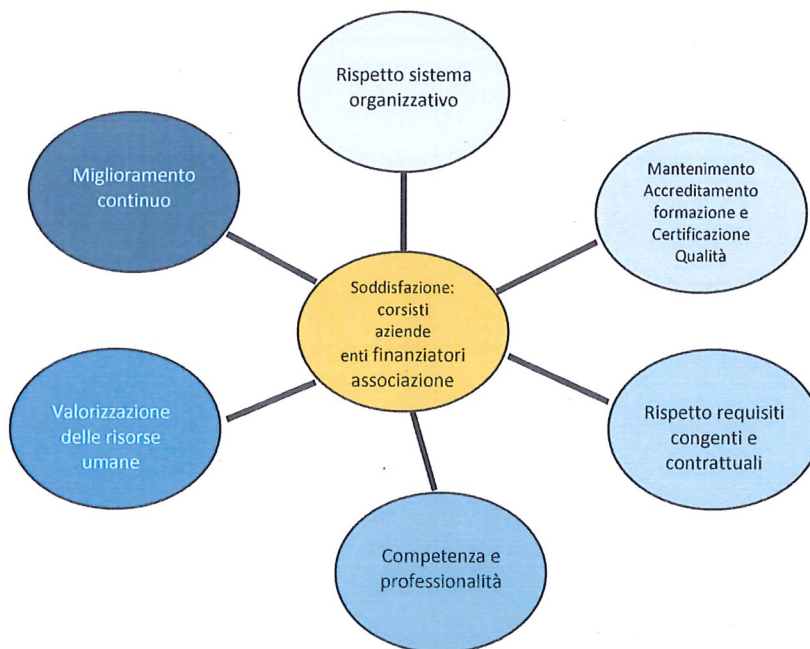 Rispetto sistema
organizzativo
Mantenimento
Accreditamento
formazione e
Certificazione
Qualità
Rispetto requisiti
congenti e
contrattuali
Competenza e
professionalità
Valorizzazione
delle risorse
umane
Miglioramento
continuo
Soddisfazione:
corsisti
aziende
enti finanziatori
associazione